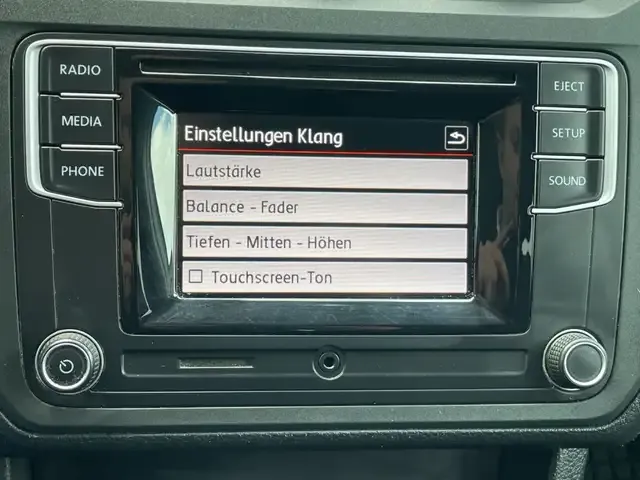 RADIO
MEDIA
PHONE
Einstellungen Klang
Lautstärke
Balance - Fader
Tiefen - Mitten - Höhen
Touchscreen-Ton
EJECT
SETUP
SOUND